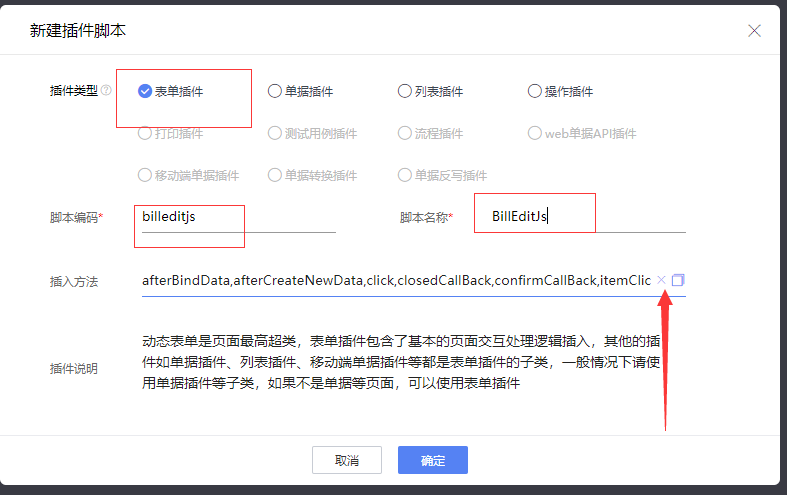 新建插件脚本
插件类型 表单插件 单据插件 列表插件 操作插件
打印插件 测试用例插件 流程插件 web单据API插件
移动端单据插件 单据转换插件 单据反写插件
脚本编码* billeditjs 脚本名称* BillEditJs
插入方法 afterBindData,afterCreateNewData,click,closedCallBack,confirmCallBack,itemClic
动态表单是页面最高超类，表单插件包含了基本的页面交互处理逻辑插入，其他的插
插件说明 件如单据插件、列表插件、移动端单据插件等都是表单插件的子类，一般情况下请使
用单据插件等子类，如果不是单据等页面，可以使用表单插件
取消 确定